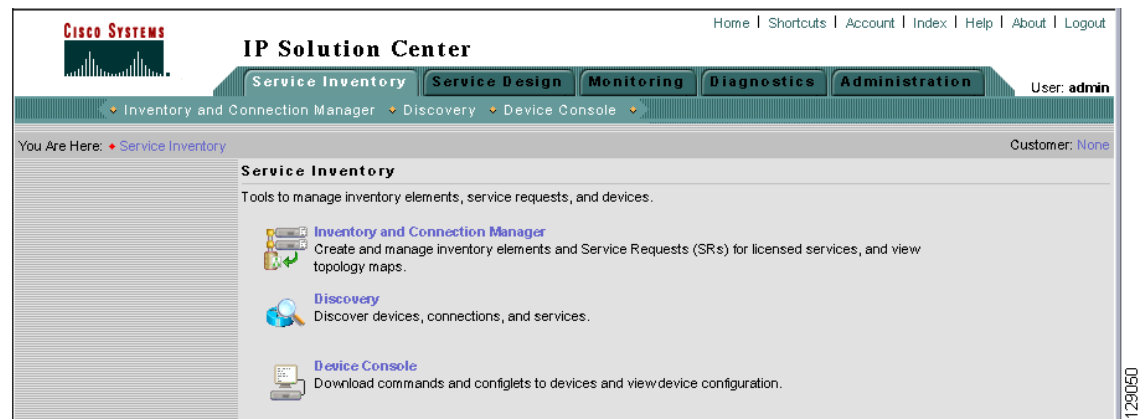 CISCO SYSTEMS
Home | Shortcuts | Account | Index | Help | About | Logout
IP Solution Center
Service Inventory Service Design Monitoring Diagnostics Administration
User: admin
Inventory and Connection Manager Discovery Device Console
You Are Here: Service Inventory
Customer: None
Service Inventory
Tools to manage inventory elements, service requests, and devices.
Inventory and Connection Manager
Create and manage inventory elements and Service Requests (SRs) for licensed services, and view
topology maps.
Discovery
Discover devices, connections, and services.
Device Console
Download commands and configlets to devices and view device configuration.
129050